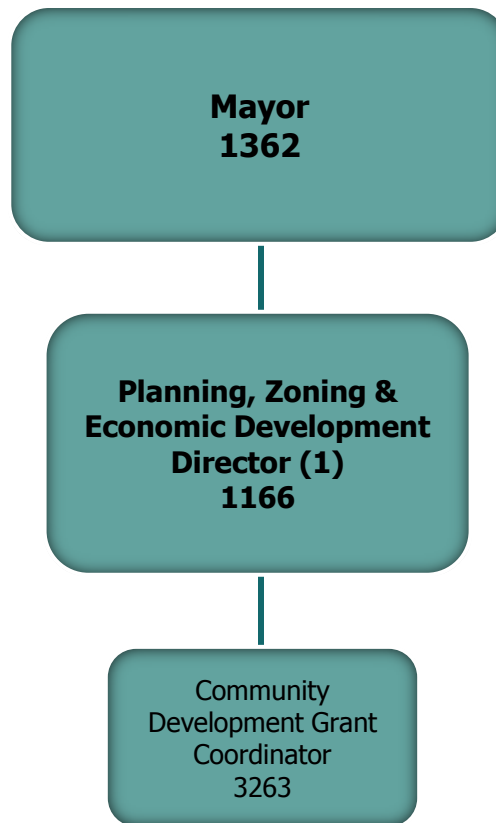 Mayor
1362
Planning, Zoning &
Economic Development
Director (1)
1166
Community
Development Grant
Coordinator
3263